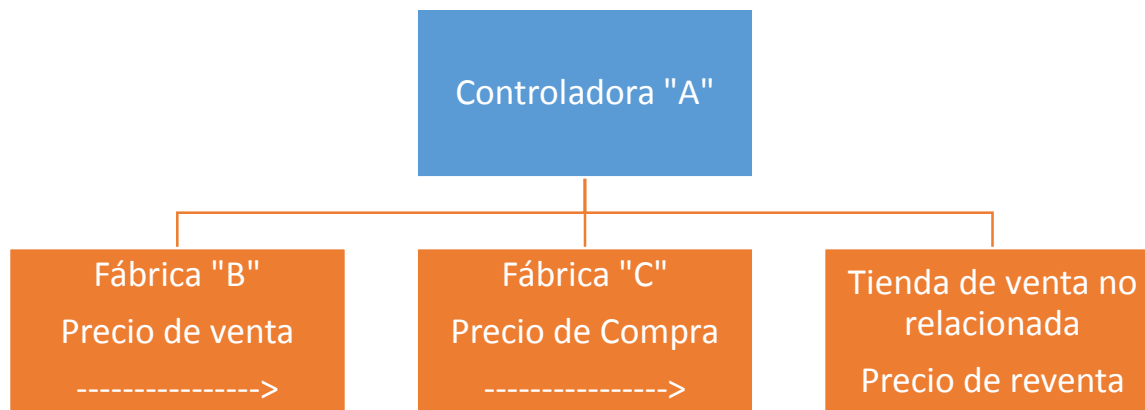 Controladora "A"
Fábrica "B"
Precio de venta
---------------->
Fábrica "C"
Precio de Compra
---------------->
Tienda de venta no
relacionada
Precio de reventa